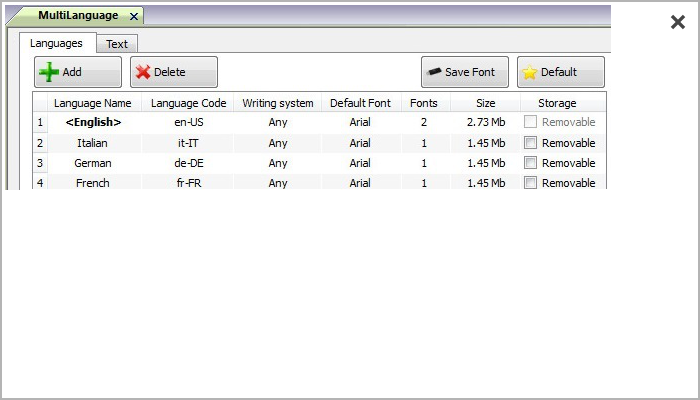 MultiLanguage
Languages Text
Add Delete Save Font Default
Language Name Language Code Writing system Default Font Fonts Size Storage
1 <English> en-US Any Arial 2 2.73 Mb Removable
2 Italian it-IT Any Arial 1 1.45 Mb Removable
3 German de-DE Any Arial 1 1.45 Mb Removable
4 French fr-FR Any Arial 1 1.45 Mb Removable